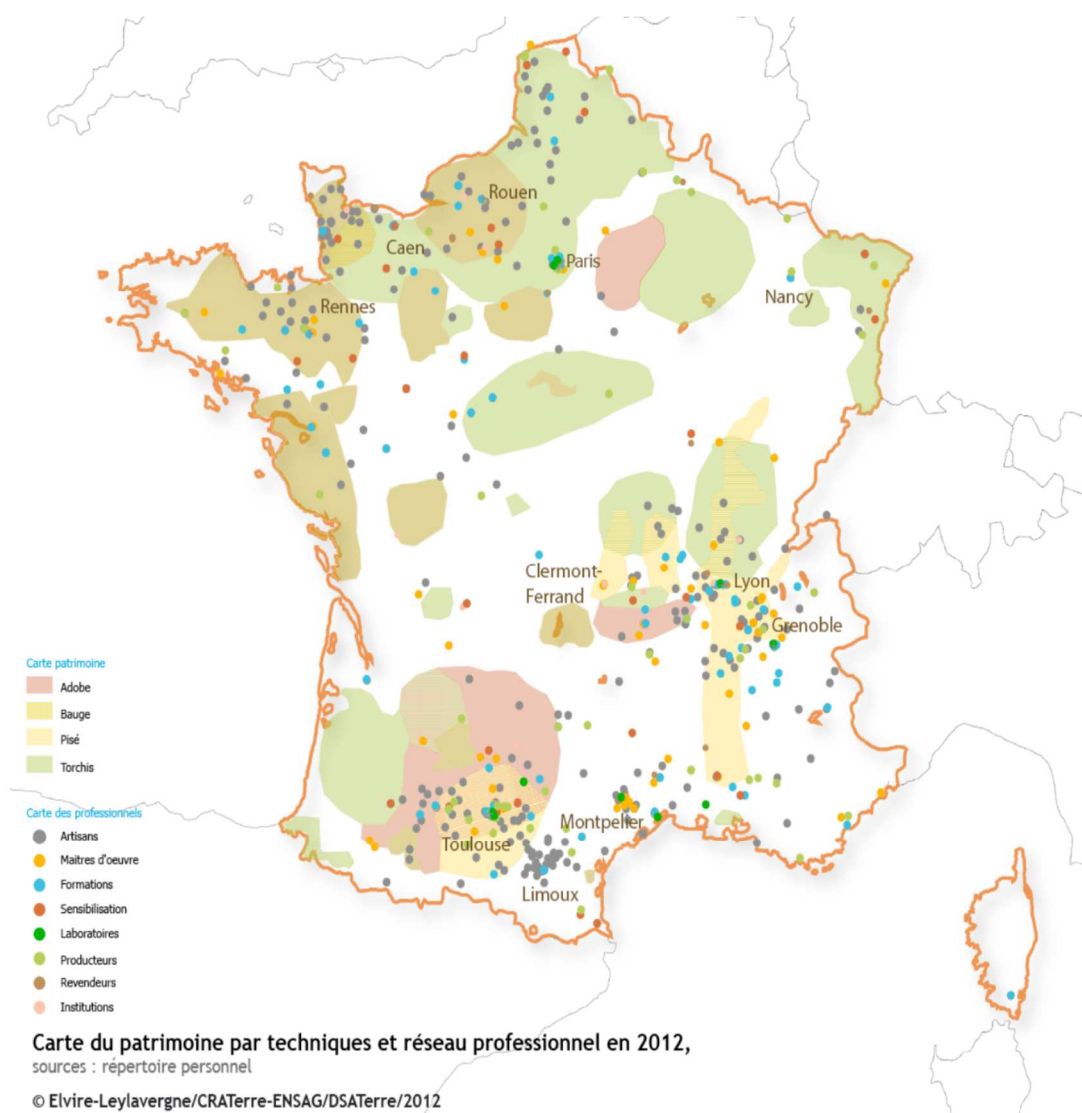 Rouen
Caen
Paris
Nancy
Rennes
Clermont-
Ferrand
Lyon
Grenoble
Carte patrimoine
Adobe
Bauge
Pisé
Torchis
Carte des professionnels
Artisans
Maitres d'oeuvre
Formations
Sensibilisation
Laboratoires
Producteurs
Revendeurs
Institutions
Montpelier
Toulouse
Limoux
Carte du patrimoine par techniques et réseau professionnel en 2012,
sources : répertoire personnel
© Elvire-Leylavergne/CRATerre-ENSAG/DSATerre/2012